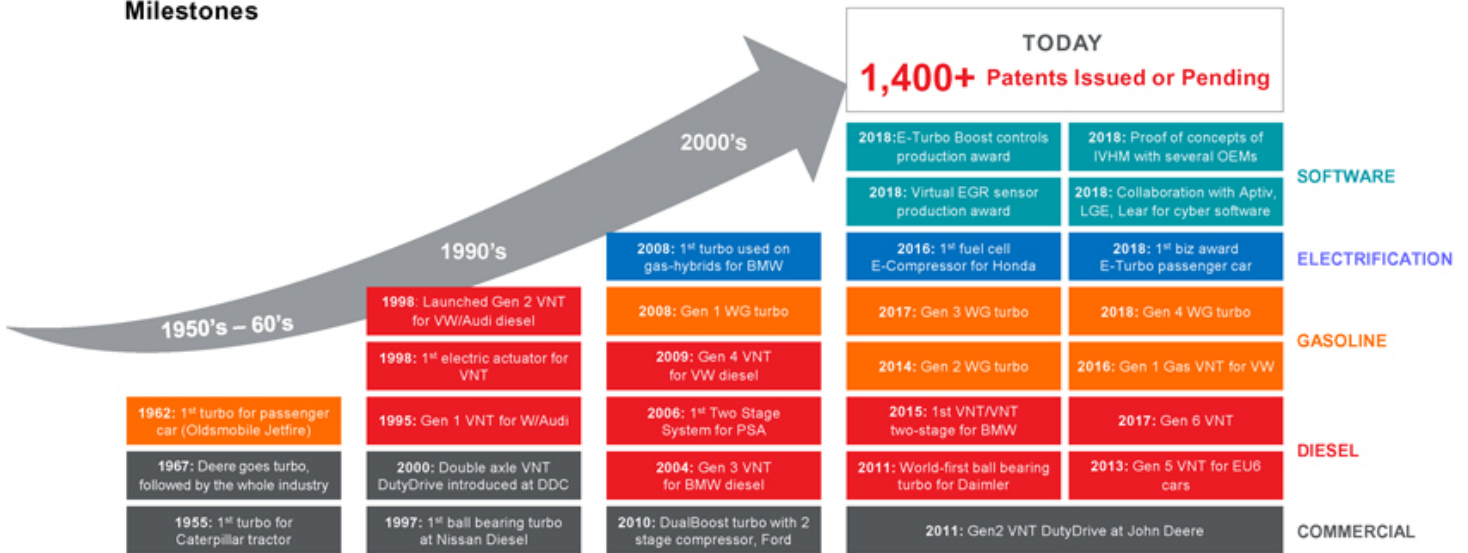 Milestones
TODAY
1,400+ Patents Issued or Pending
2000's
1990's
1950's – 60's
2018:E-Turbo Boost controls
production award
2018: Proof of concepts of
IVHM with several OEMs
2018: Virtual EGR sensor
production award
2018: Collaboration with Aptiv,
LGE, Lear for cyber software
SOFTWARE
2008: 1st turbo used on
gas-hybrids for BMW
2016: 1st fuel cell
E-Compressor for Honda
2018: 1st biz award
E-Turbo passenger car
ELECTRIFICATION
1998: Launched Gen 2 VNT
for VW/Audi diesel
2008: Gen 1 WG turbo
2017: Gen 3 WG turbo
2018: Gen 4 WG turbo
GASOLINE
1998: 1st electric actuator for
VNT
2009: Gen 4 VNT
for VW diesel
2014: Gen 2 WG turbo
2016: Gen 1 Gas VNT for VW
1962: 1st turbo for passenger
car (Oldsmobile Jetfire)
1995: Gen 1 VNT for W/Audi
2006: 1st Two Stage
System for PSA
2015: 1st VNT/VNT
two-stage for BMW
2017: Gen 6 VNT
DIESEL
1967: Deere goes turbo,
followed by the whole industry
2000: Double axle VNT
DutyDrive introduced at DDC
2004: Gen 3 VNT
for BMW diesel
2011: World-first ball bearing
turbo for Daimler
2013: Gen 5 VNT for EU6
cars
1955: 1st turbo for
Caterpillar tractor
1997: 1st ball bearing turbo
at Nissan Diesel
2010: DualBoost turbo with 2
stage compressor, Ford
2011: Gen2 VNT DutyDrive at John Deere
COMMERCIAL